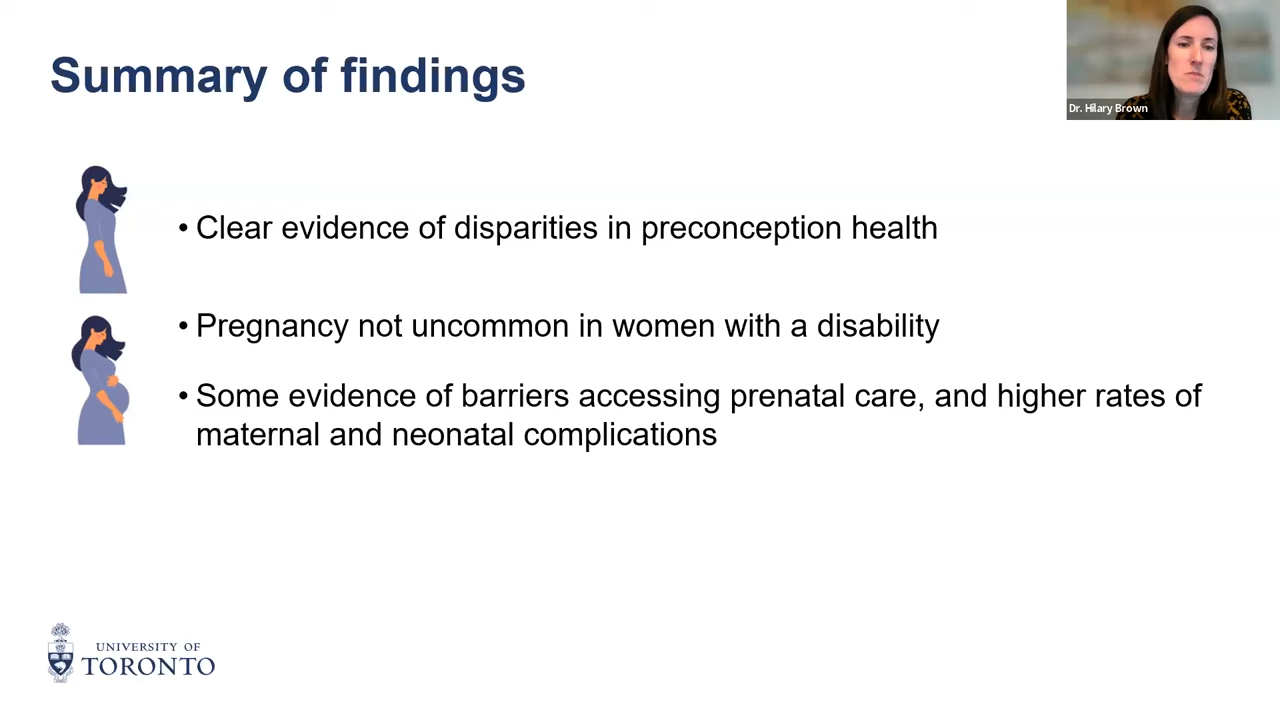 Summary of findings
Dr. Hilary Brown
• Clear evidence of disparities in preconception health
• Pregnancy not uncommon in women with a disability
• Some evidence of barriers accessing prenatal care, and higher rates of
maternal and neonatal complications
UNIVERSITY OF
TORONTO